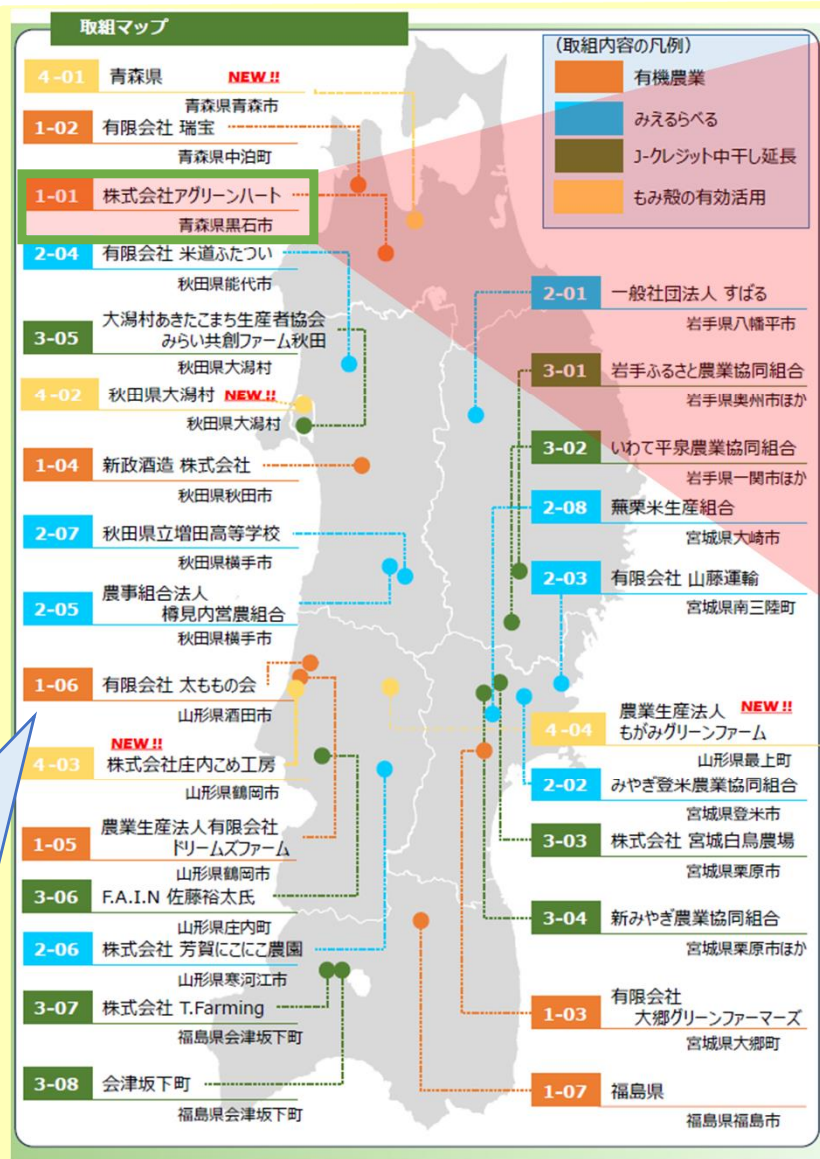 取組マップ
4-01 青森県 NEW !!
青森県青森市
1-02 有限会社 瑞宝
青森県中泊町
1-01 株式会社アグリーンハート
青森県黒石市
2-04 有限会社 米道ふたつい
秋田県能代市
3-05 大潟村あきたこまち生産者協会
みらい共創ファーム秋田
秋田県大潟村
4-02 秋田県大潟村 NEW !!
秋田県大潟村
1-04 新政酒造 株式会社
秋田県秋田市
2-07 秋田県立増田高等学校
秋田県横手市
2-05 農事組合法人
樽見内営農組合
秋田県横手市
1-06 有限会社 太ももの会
山形県酒田市
NEW !!
4-03 株式会社庄内こめ工房
山形県鶴岡市
1-05 農業生産法人有限会社
ドリームズファーム
山形県鶴岡市
3-06 F.A.I.N 佐藤裕太氏
山形県庄内町
2-06 株式会社 芳賀にこにこ農園
山形県寒河江市
3-07 株式会社 T.Farming
福島県会津坂下町
3-08 会津坂下町
福島県会津坂下町
(取組内容の凡例)
有機農業
みえるらべる
J-クレジット中干し延長
もみ殻の有効活用
2-01 一般社団法人 すばる
岩手県八幡平市
3-01 岩手ふるさと農業協同組合
岩手県奥州市ほか
3-02 いわて平泉農業協同組合
岩手県一関市ほか
2-08 蕪栗米生産組合
宮城県大崎市
2-03 有限会社 山藤運輸
宮城県南三陸町
4-04 農業生産法人 NEW !!
もがみグリーンファーム
山形県最上町
2-02 みやぎ登米農業協同組合
宮城県登米市
3-03 株式会社 宮城白鳥農場
宮城県栗原市
3-04 新みやぎ農業協同組合
宮城県栗原市ほか
1-03 有限会社
大郷グリーンファーマーズ
宮城県大郷町
1-07 福島県
福島県福島市